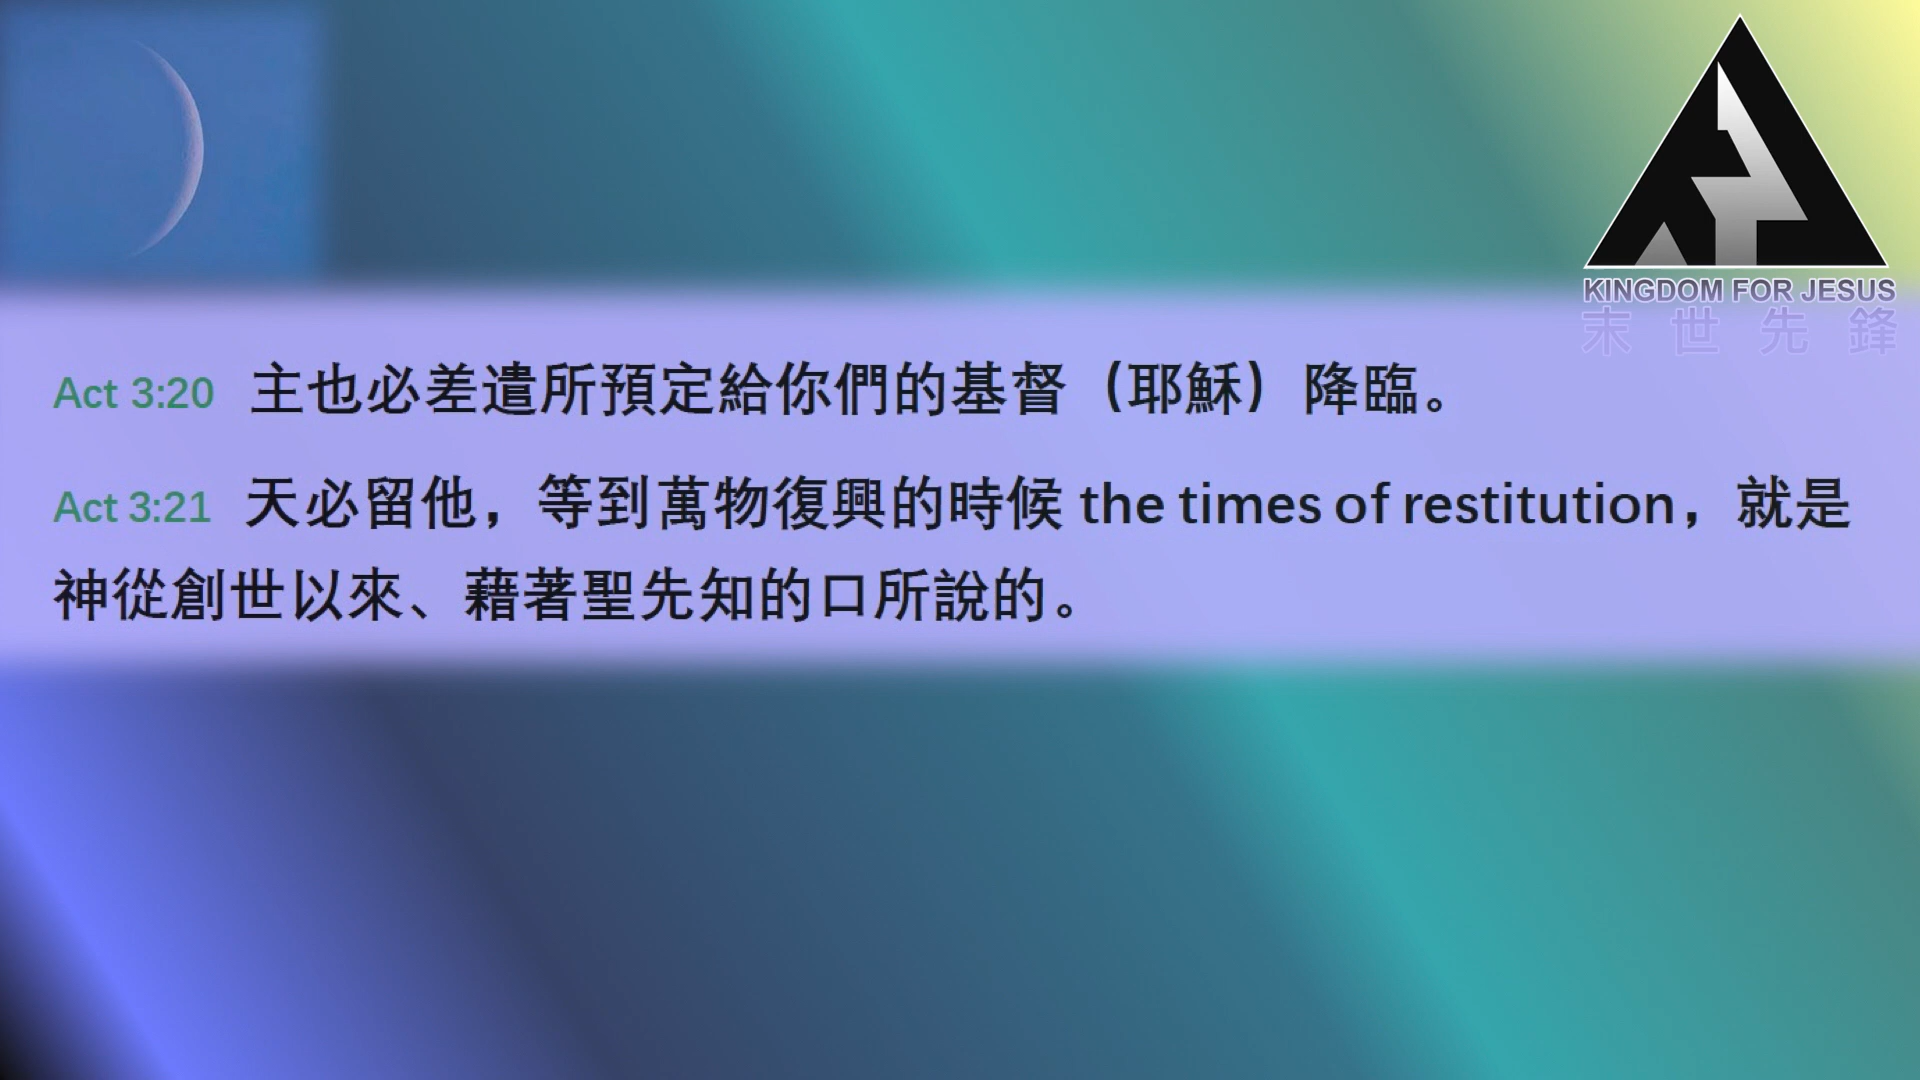 KINGDOM FOR JESUS
末世先鋒
Act 3:20 主也必差遣所預定給你們的基督（耶穌）降臨。
Act 3:21 天必留他，等到萬物復興的時候 the times of restitution，就是
神從創世以來、藉著聖先知的口所說的。